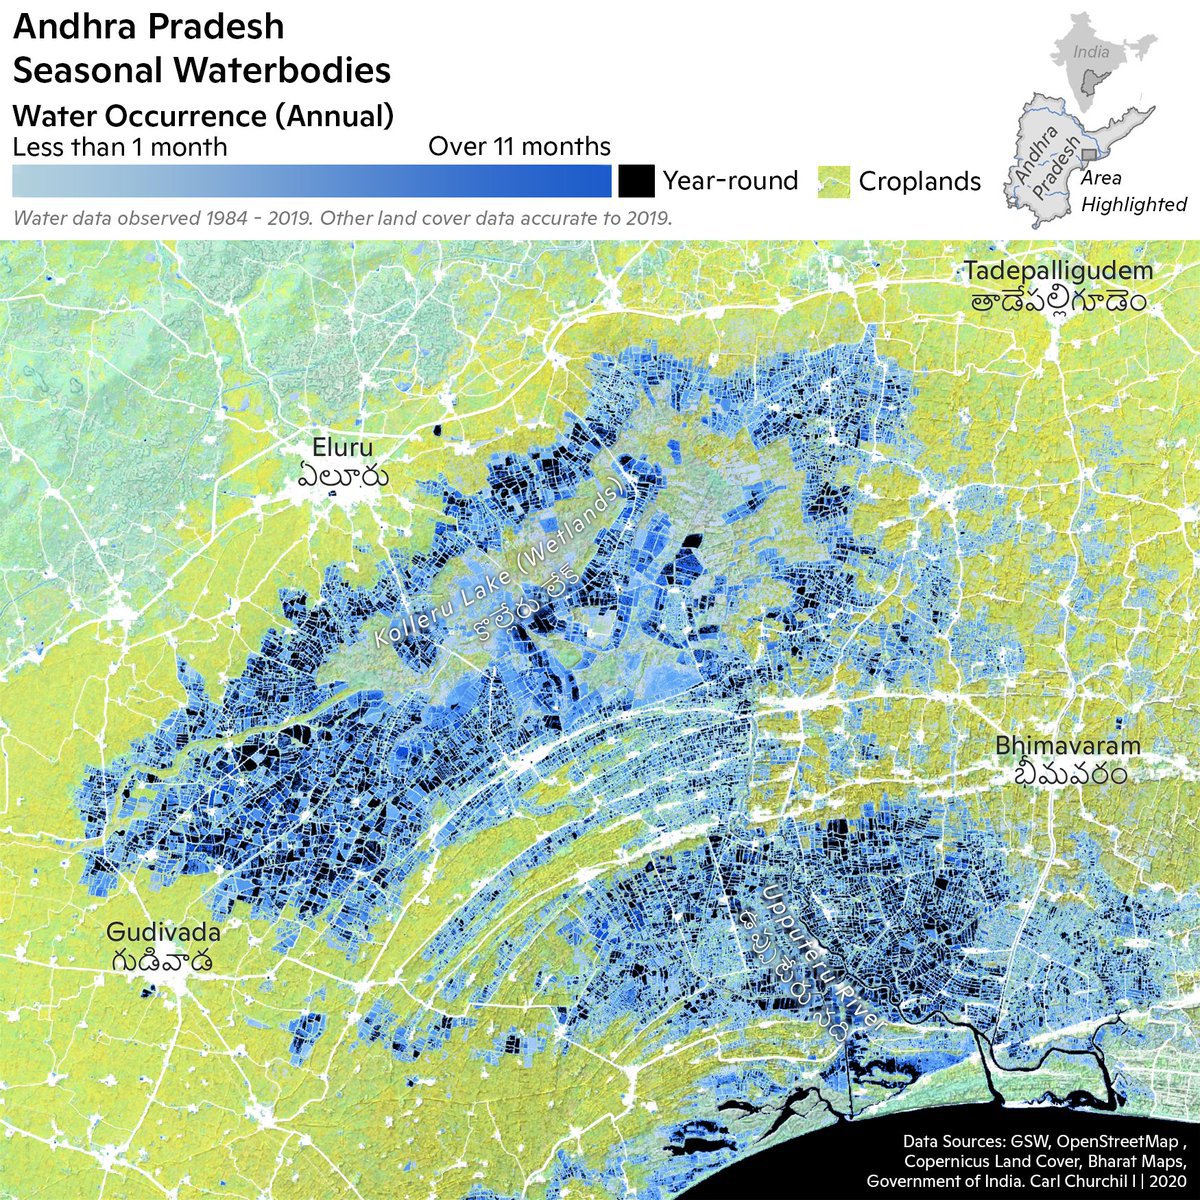 Andhra Pradesh
Seasonal Waterbodies
Water Occurrence (Annual)
Less than 1 month
Over 11 months
Year-round
Croplands
Water data observed 1984 - 2019. Other land cover data accurate to 2019.
India
Andhra
Pradesh
Area
Highlighted
Tadepalligudem
తాడేపల్లిగూడెం
Eluru
ఏలూరు
Kolleru Lake (Wetlands)
కొల్లేరు లేక్
Bhimavaram
భీమవరం
Gudivada
గుడివాడ
Upputeru River
Data Sources: GSW, OpenStreetMap ,
Copernicus Land Cover, Bharat Maps,
Government of India. Carl Churchil l | 2020